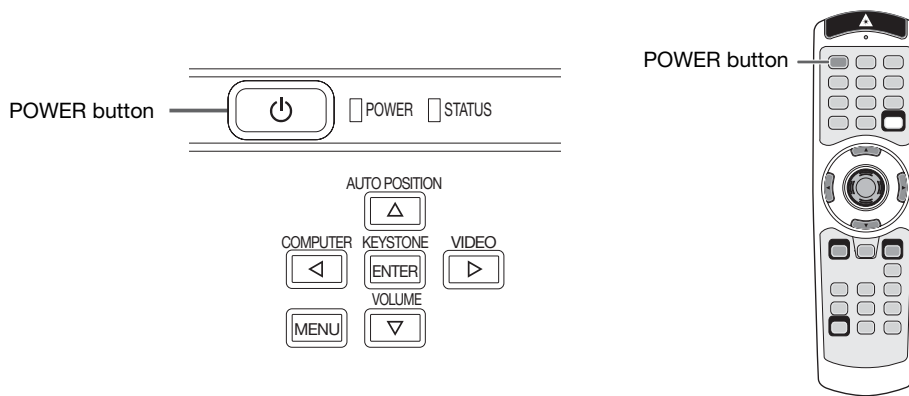 POWER button
POWER
STATUS
AUTO POSITION
COMPUTER
KEYSTONE
VIDEO
ENTER
VOLUME
MENU
POWER button